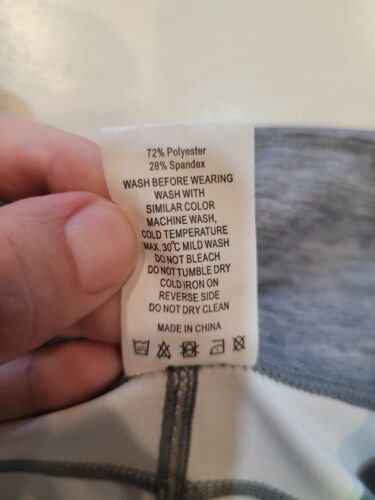 72% Polyester
28% Spandex
WASH BEFORE WEARING
WASH WITH
SIMILAR COLOR
MACHINE WASH,
COLD TEMPERATURE
MAX. 30°C MILD WASH
DO NOT BLEACH
DO NOT TUMBLE DRY
COLD IRON ON
REVERSE SIDE
DO NOT DRY CLEAN
MADE IN CHINA